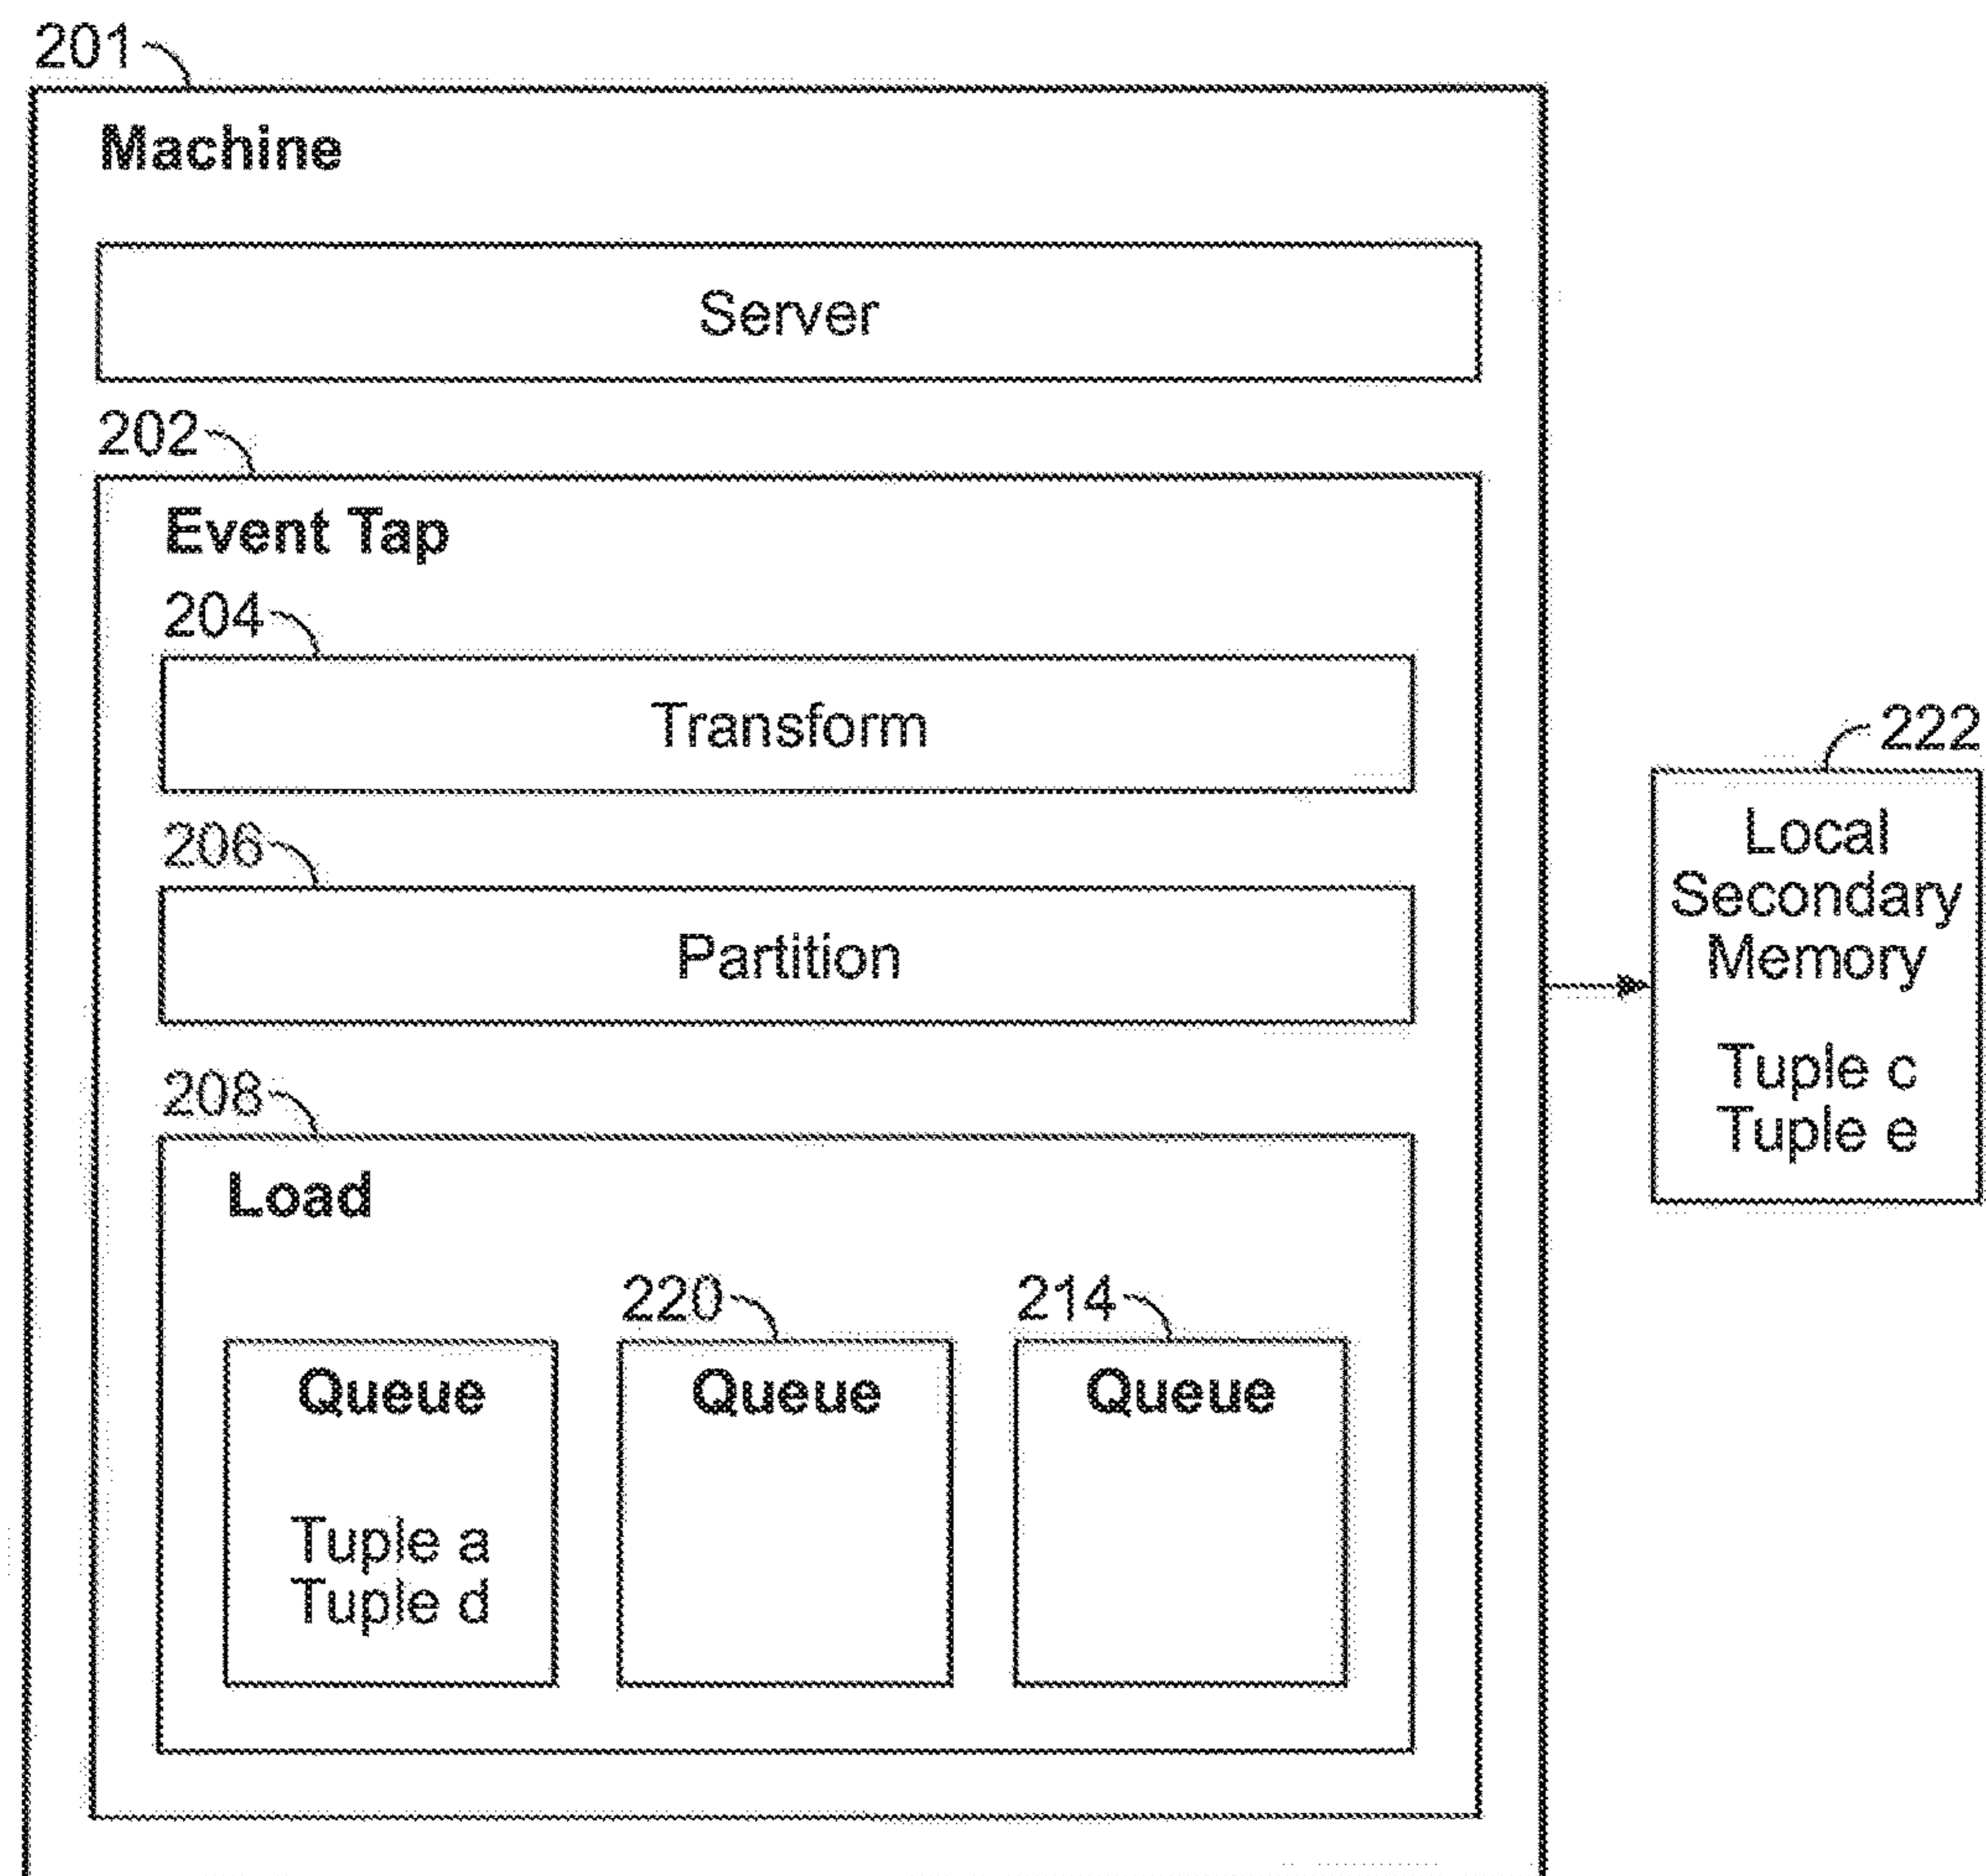 201
Machine
Server
202
Event Tap
204
Transform
206
Partition
208
Load
Queue
Tuple a
Tuple d
220
Queue
214
Queue
222
Local
Secondary
Memory
Tuple c
Tuple e